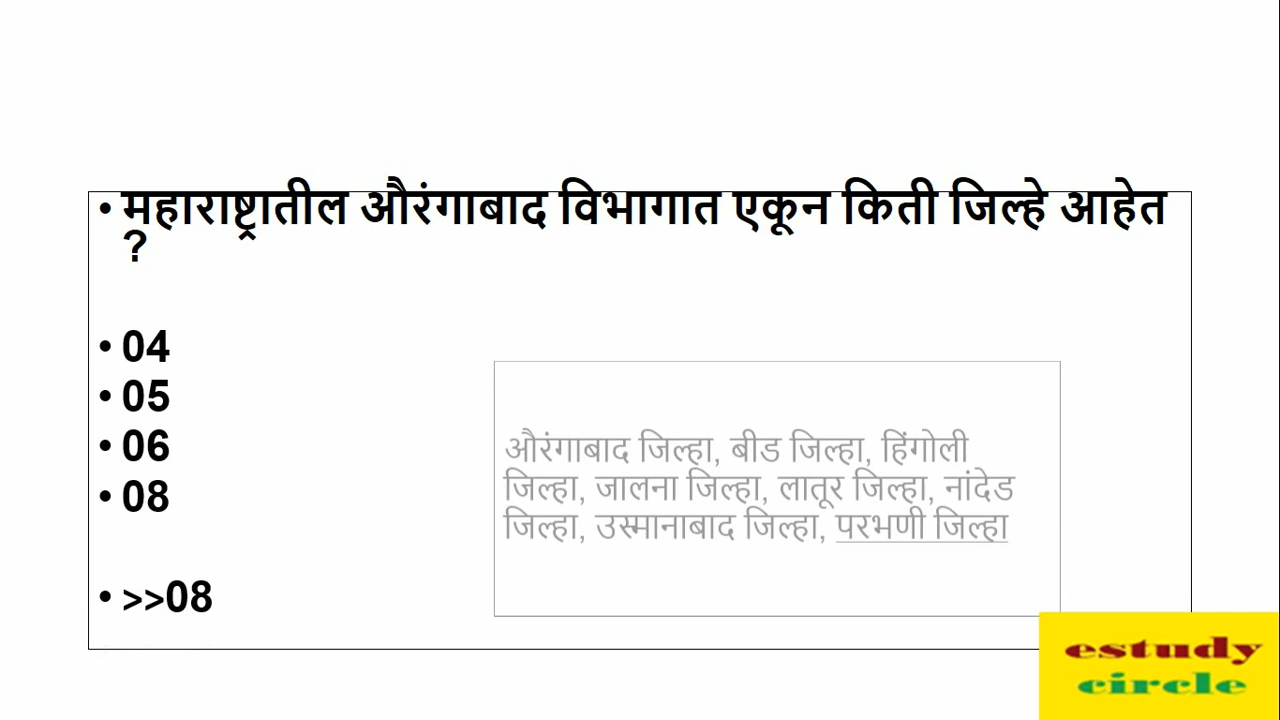 • महाराष्ट्रातील औरंगाबाद विभागात एकून किती जिल्हे आहेत
?
• 04
• 05
• 06
• 08
औरंगाबाद जिल्हा, बीड जिल्हा, हिंगोली
जिल्हा, जालना जिल्हा, लातूर जिल्हा, नांदेड
जिल्हा, उस्मानाबाद जिल्हा, परभणी जिल्हा
• >>08
estudy
circle